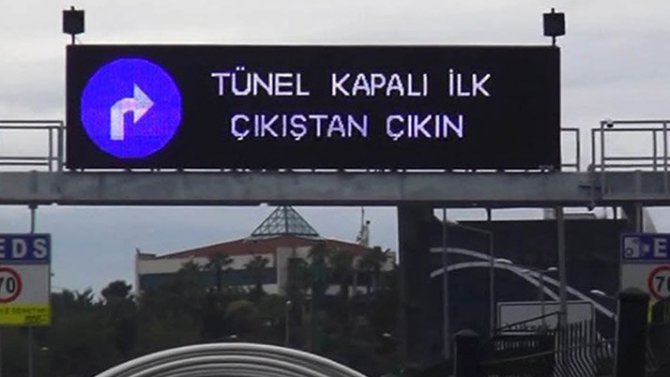 TÜNEL KAPALI İLK
ÇIKIŞTAN ÇIKIN
EDS
70
E
70